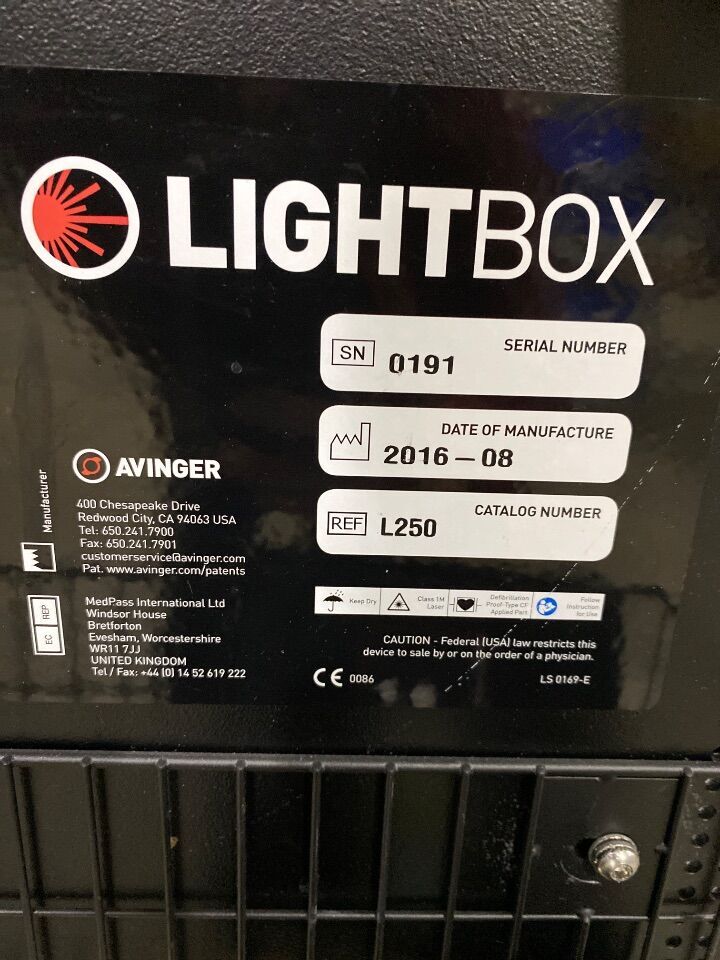 LIGHTBOX
SN 0191 SERIAL NUMBER
DATE OF MANUFACTURE
2016-08
CATALOG NUMBER
REF L250
Manufacturer
AVINGER
400 Chesapeake Drive
Redwood City, CA 94063 USA
Tel: 650.241.7900
Fax: 650.241.7901
customerservice@avinger.com
Pat. www.avinger.com/patents
EC REP
MedPass International Ltd
Windsor House
Bretforton
Evesham, Worcestershire
WR11 7JJ
UNITED KINGDOM
Tel / Fax: +44 (0) 14 52 619 222
Keep Dry
Class 1M
Laser
Defibrillation
Proof-Type CF
Applied Part
Follow
Instruction
for Use
CAUTION - Federal (USA) law restricts this
device to sale by or on the order of a physician.
CE 0086
LS 0169-E